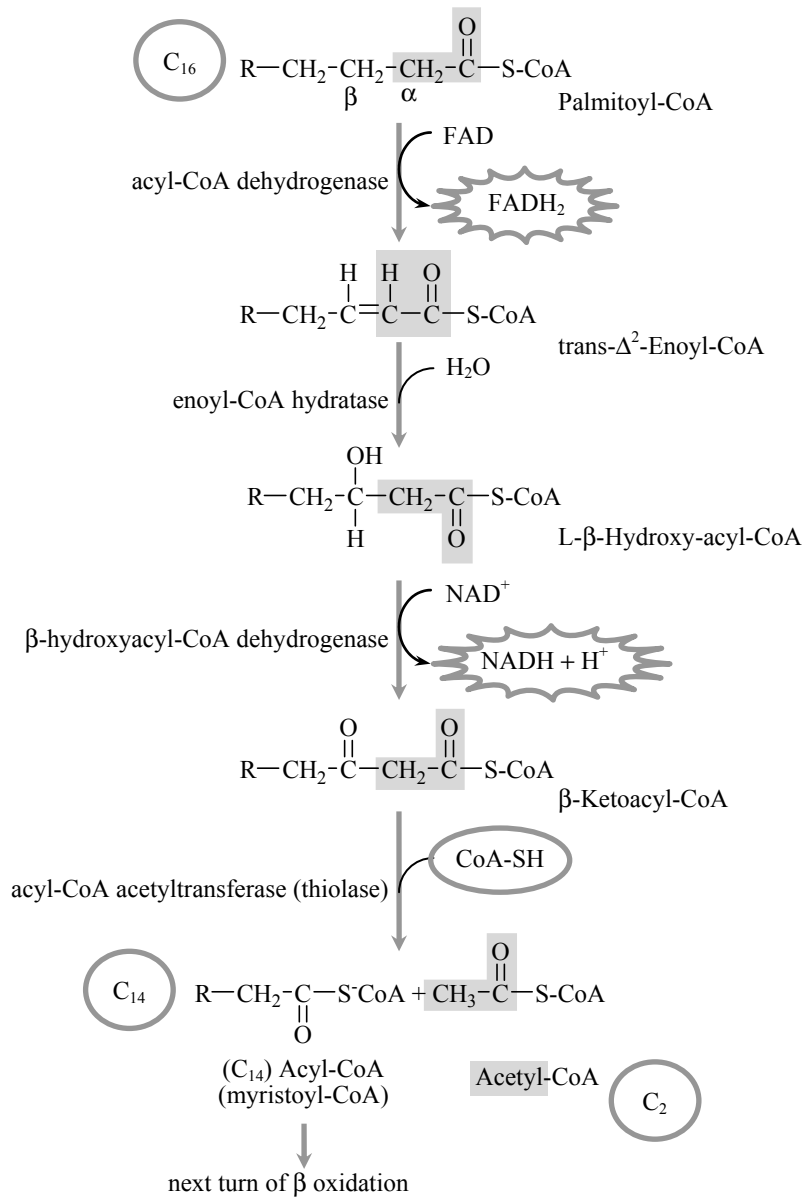 O
C₁₆ R—CH₂-CH₂-CH₂-C—S-CoA
β α
Palmitoyl-CoA
FAD
acyl-CoA dehydrogenase
FADH₂
H H O
R—CH₂-C=C—C—S-CoA
trans-Δ²-Enoyl-CoA
H₂O
enoyl-CoA hydratase
OH
R—CH₂-C—CH₂-C—S-CoA
H O
L-β-Hydroxy-acyl-CoA
NAD⁺
β-hydroxyacyl-CoA dehydrogenase
NADH + H⁺
O O
R—CH₂-C—CH₂-C—S-CoA
β-Ketoacyl-CoA
CoA-SH
acyl-CoA acetyltransferase (thiolase)
O
C₁₄ R—CH₂-C—S-CoA + CH₃-C—S-CoA
O
(C₁₄) Acyl-CoA Acetyl-CoA
(myristoyl-CoA) C₂
next turn of β oxidation